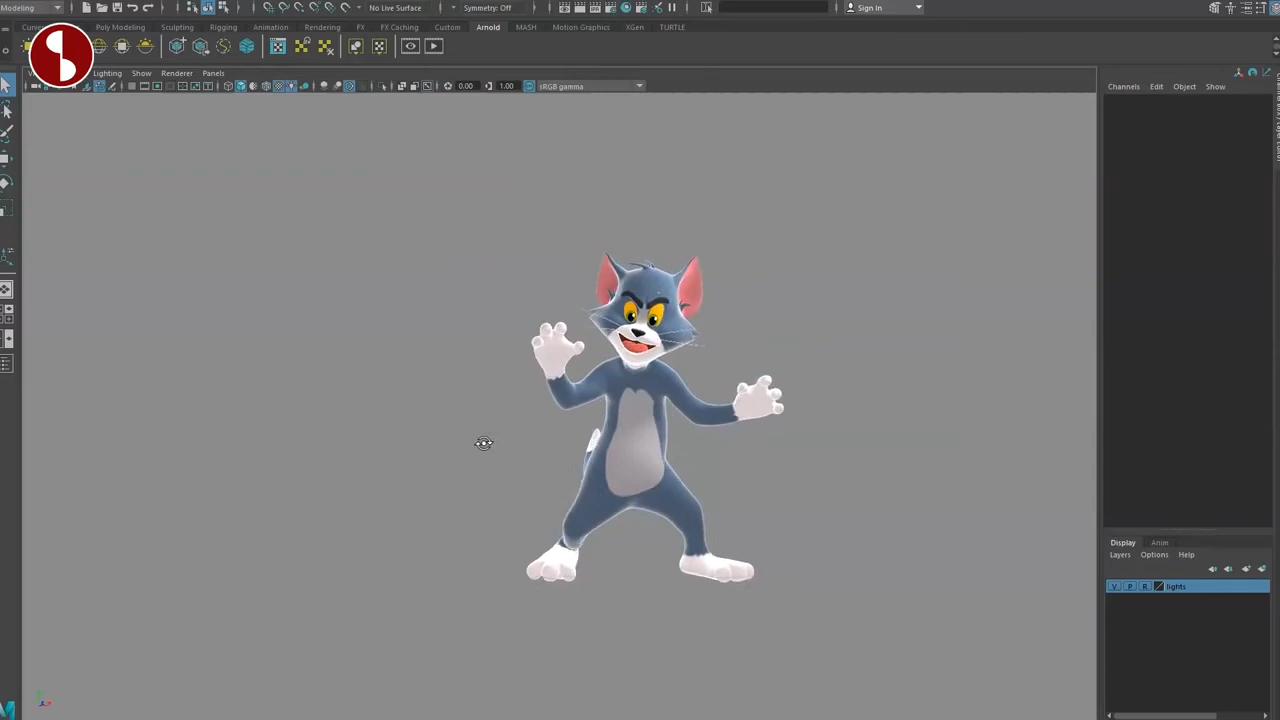 Modeling No Live Surface Symmetry: Off Sign In
Poly Modeling Sculpting Rigging Animation Rendering FX FX Caching Custom Arnold MASH Motion Graphics XGen TURTLE
Lighting Show Renderer Panels
0.00 1.00 sRGB gamma
Channels Edit Object Show
Display Anim
Layers Options Help
V P R lights